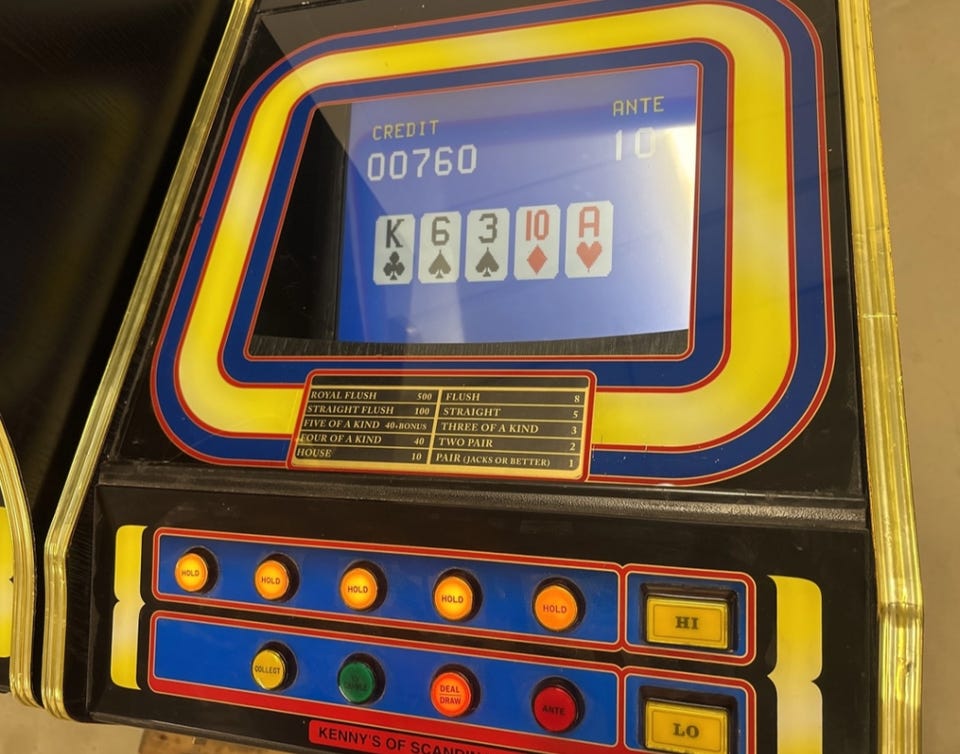 CREDIT ANTE
00760 10
K 6 3 10 A
ROYAL FLUSH 500 FLUSH 8
STRAIGHT FLUSH 100 STRAIGHT 5
FIVE OF A KIND 40+BONUS THREE OF A KIND 3
FOUR OF A KIND 40 TWO PAIR 2
HOUSE 10 PAIR (JACKS OR BETTER) 1
HOLD HOLD HOLD HOLD HOLD HI
COLLECT DEAL
DRAW ANTE LO
KENNY'S OF